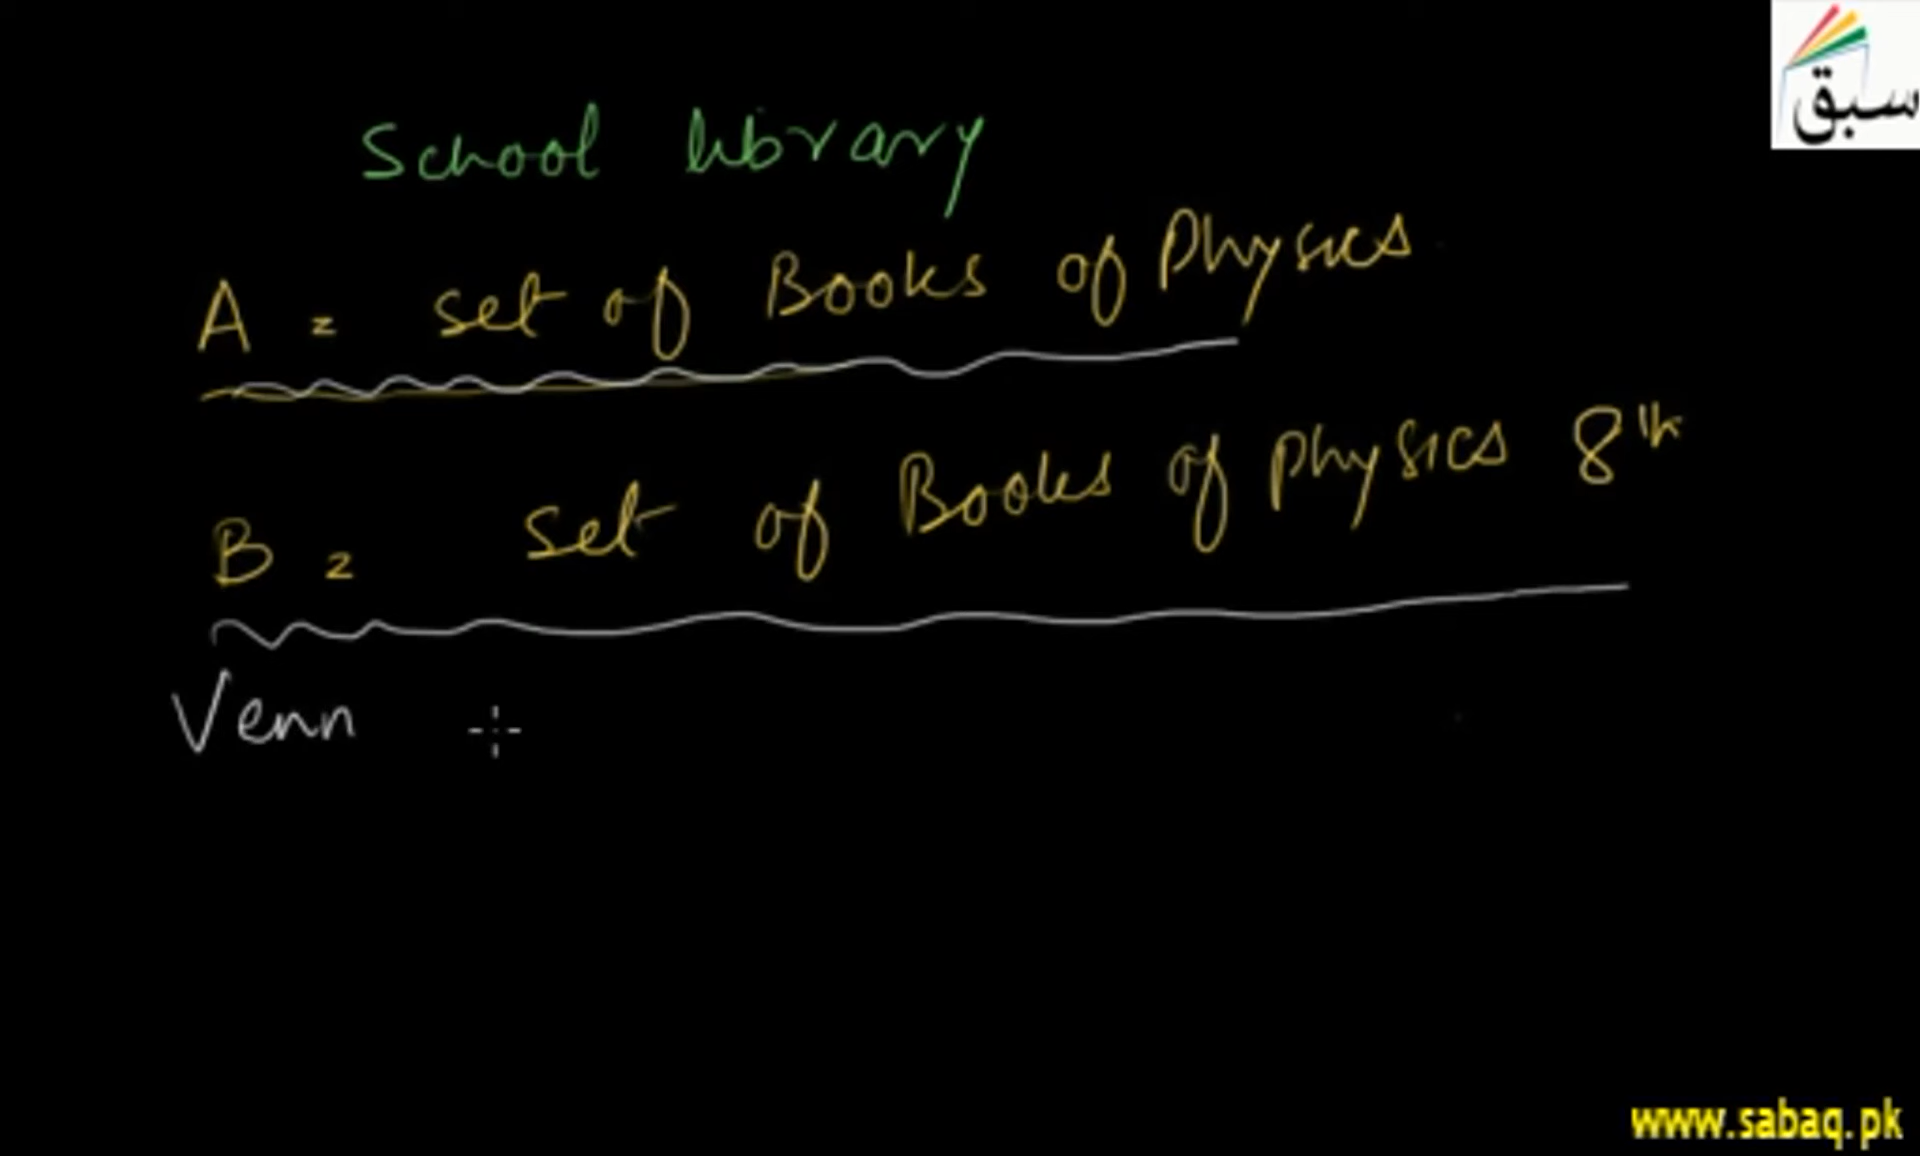 سبق
School library
A = set of Books of Physics
B = Set of Books of physics 8th
Venn
www.sabaq.pk